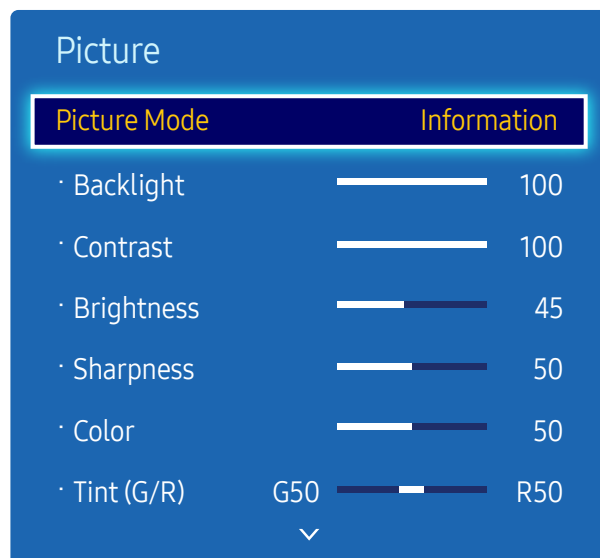 Picture
Picture Mode Information
· Backlight 100
· Contrast 100
· Brightness 45
· Sharpness 50
· Color 50
· Tint (G/R) G50 R50